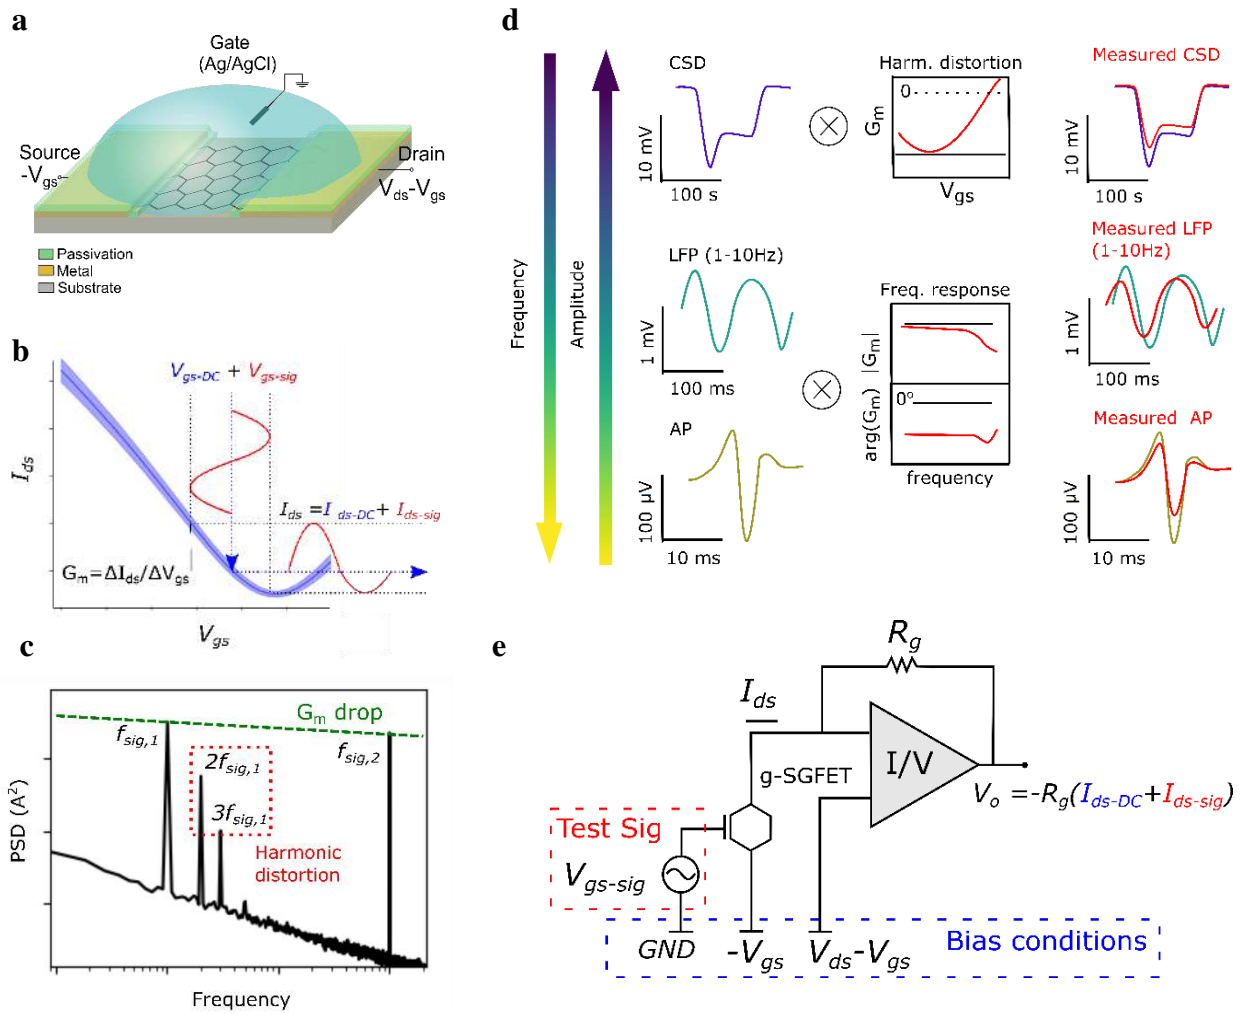 a
Gate
(Ag/AgCl)
Source
-Vgs
Drain
Vds-Vgs
Passivation
Metal
Substrate
b
Vgs-DC + Vgs-sig
Ids
Ids =I ds-DC+ Ids-sig
Gm=ΔIds/ΔVgs
Vgs
c
Gm drop
fsig,1
2fsig,1
3fsig,1
fsig,2
Harmonic
distortion
PSD (A²)
Frequency
d
Frequency
Amplitude
CSD
10 mV
100 s
Harm. distortion
0
Gm
Vgs
Measured CSD
10 mV
100 s
LFP (1-10Hz)
1 mV
100 ms
Freq. response
|Gm|
0°
arg(Gm)
frequency
Measured LFP
(1-10Hz)
1 mV
100 ms
AP
100 µV
10 ms
Measured AP
100 µV
10 ms
e
Rg
Ids
I/V
g-SGFET
Vo =-Rg(Ids-DC+Ids-sig)
Test Sig
Vgs-sig
GND
-Vgs
Vds-Vgs
Bias conditions